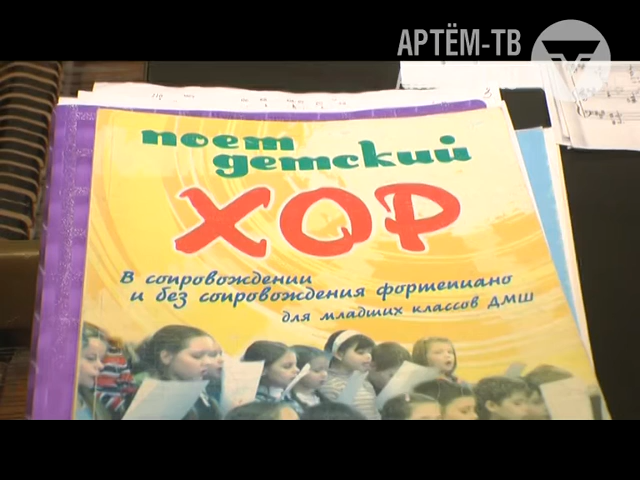 АРТЁМ-ТВ
поет
детский
ХОР
В сопровождении
и без сопровождения фортепиано
для младших классов ДМШ